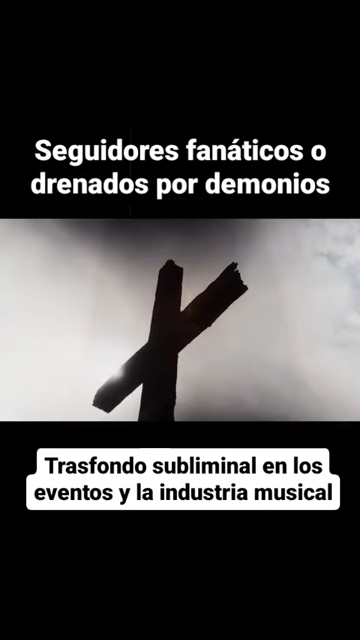 Seguidores fanáticos o
drenados por demonios
Trasfondo subliminal en los
eventos y la industria musical